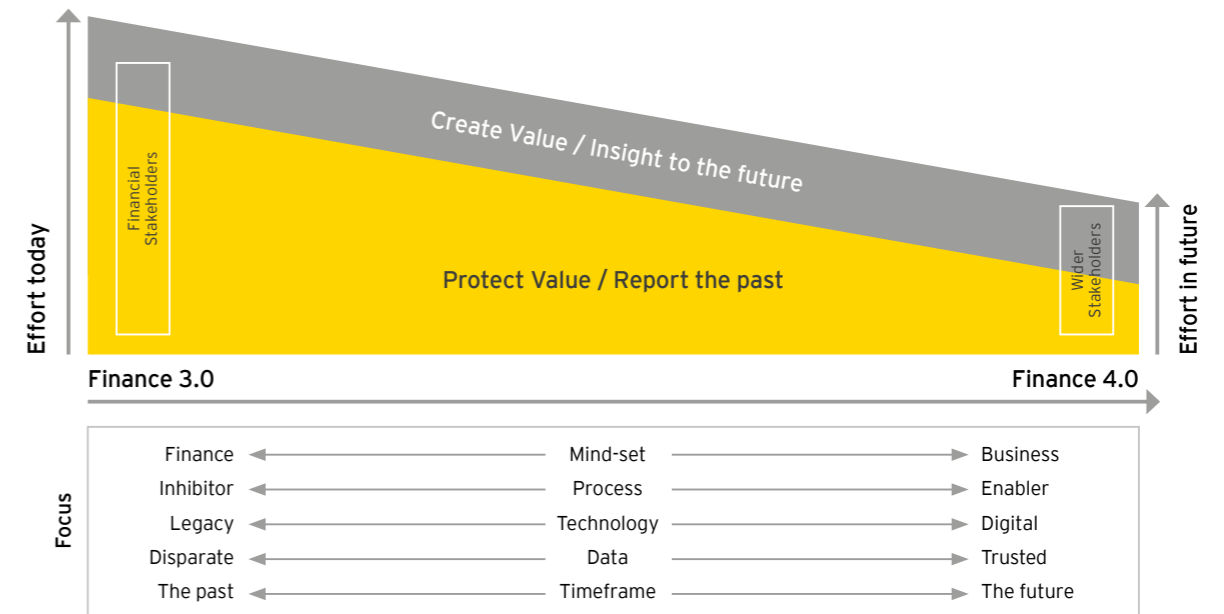 Create Value / Insight to the future
Financial
Stakeholders
Wider
Stakeholders
Protect Value / Report the past
Effort today
Effort in future
Finance 3.0 Finance 4.0
Focus
Finance Mind-set Business
Inhibitor Process Enabler
Legacy Technology Digital
Disparate Data Trusted
The past Timeframe The future